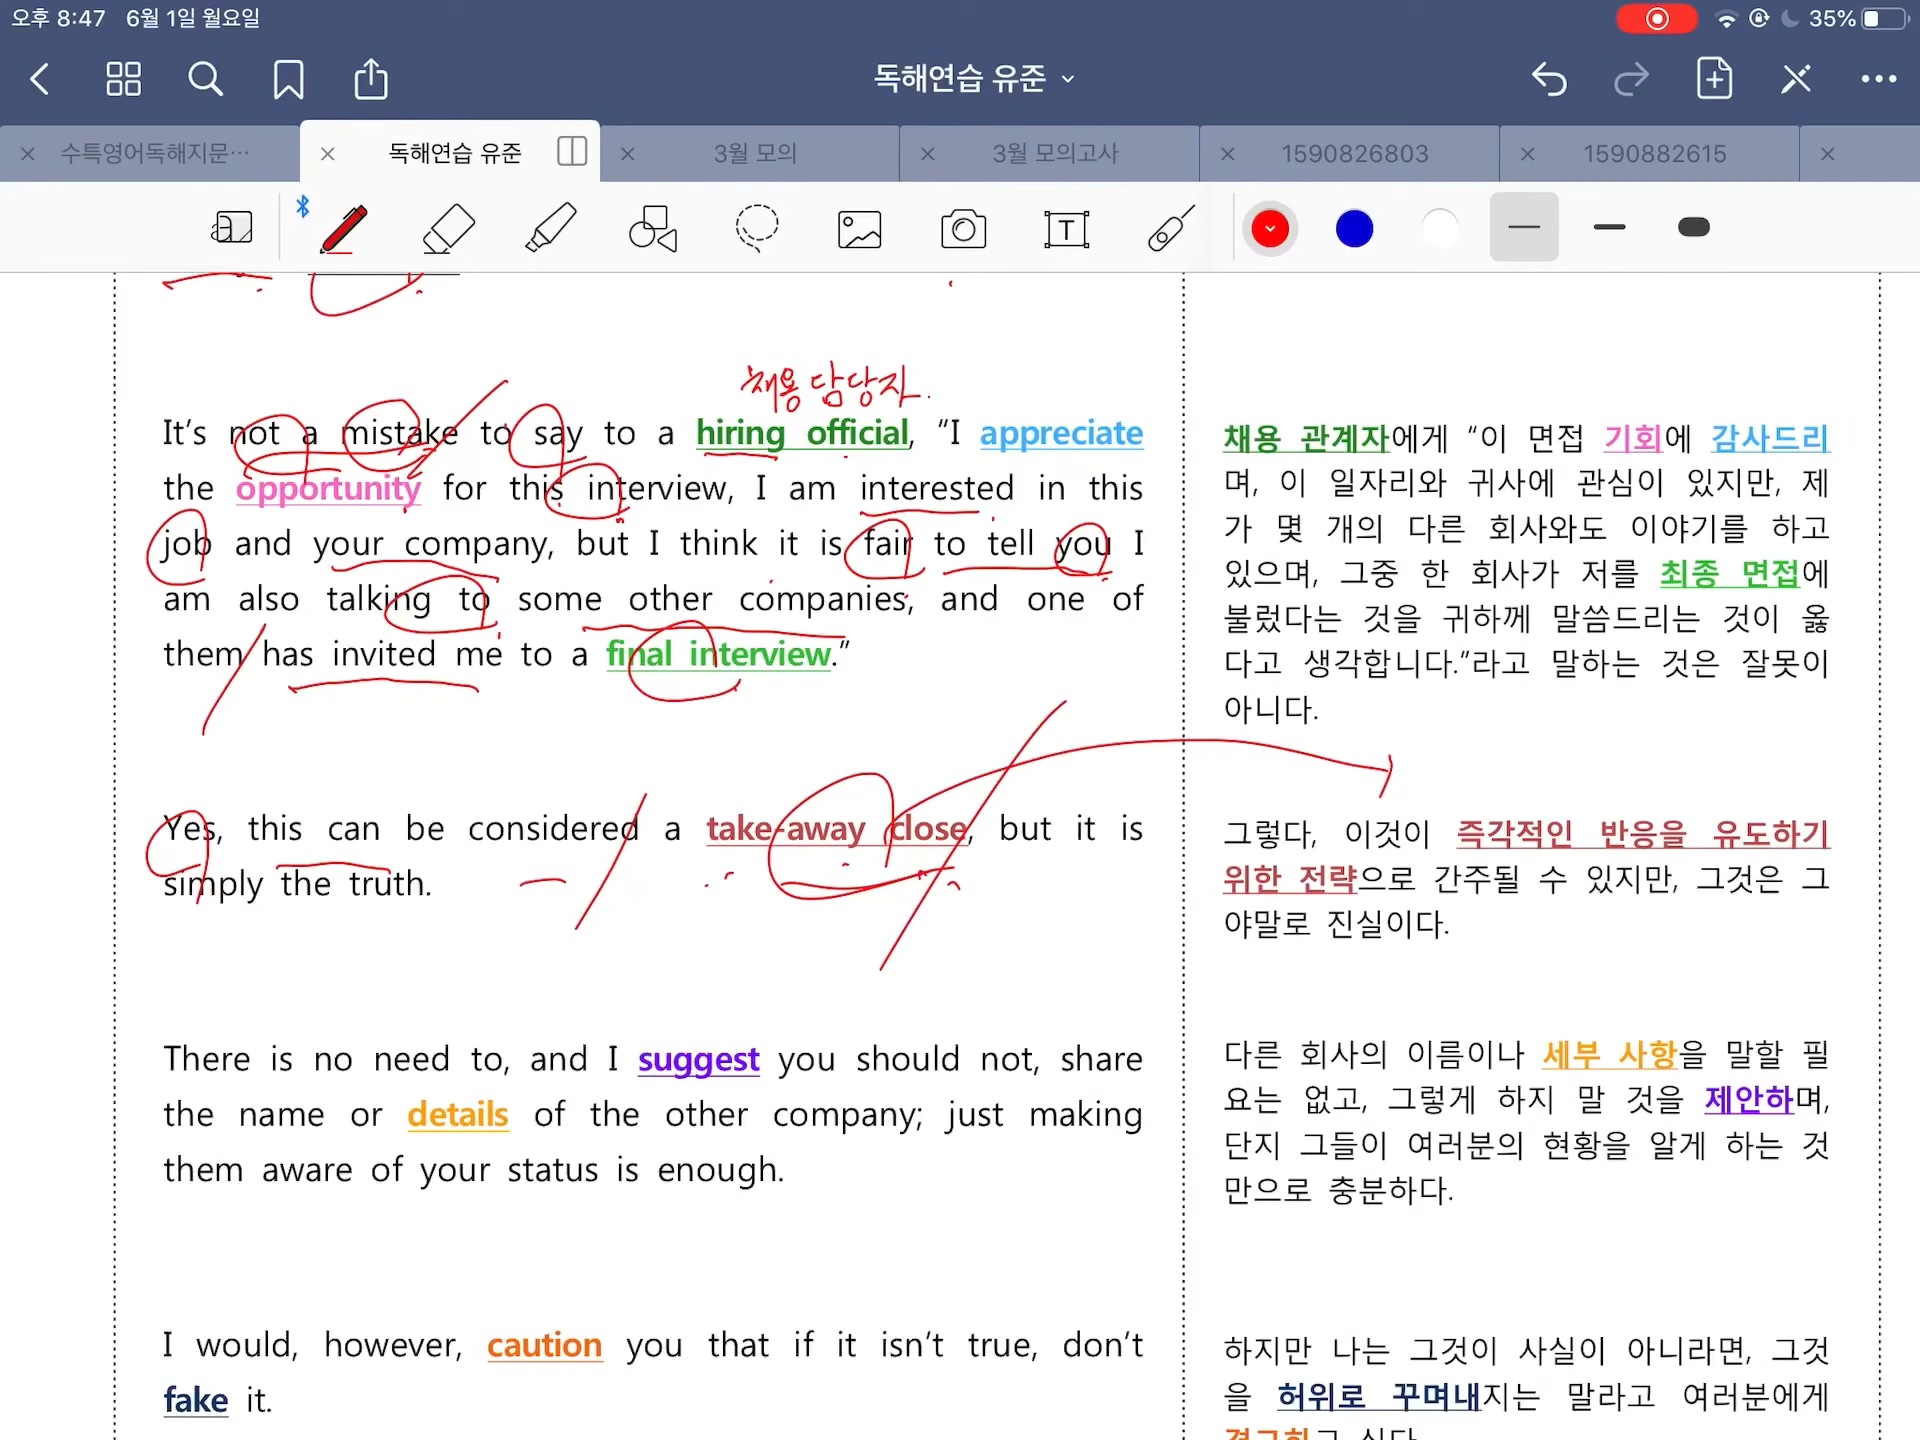 오후 8:47 6월 1일 월요일
35%
독해연습 유준
수특영어독해지문…
독해연습 유준
3월 모의
3월 모의고사
1590826803
1590882615
T
채용 담당자.
It's not a mistake to say to a hiring official, “I appreciate
the opportunity for this interview, I am interested in this
job and your company, but I think it is fair to tell you I
am also talking to some other companies, and one of
them has invited me to a final interview.”
채용 관계자에게 “이 면접 기회에 감사드리
며, 이 일자리와 귀사에 관심이 있지만, 제
가 몇 개의 다른 회사와도 이야기를 하고
있으며, 그중 한 회사가 저를 최종 면접에
불렀다는 것을 귀하께 말씀드리는 것이 옳
다고 생각합니다.”라고 말하는 것은 잘못이
아니다.
Yes, this can be considered a take-away close, but it is
simply the truth.
그렇다, 이것이 즉각적인 반응을 유도하기
위한 전략으로 간주될 수 있지만, 그것은 그
야말로 진실이다.
There is no need to, and I suggest you should not, share
the name or details of the other company; just making
them aware of your status is enough.
다른 회사의 이름이나 세부 사항을 말할 필
요는 없고, 그렇게 하지 말 것을 제안하며,
단지 그들이 여러분의 현황을 알게 하는 것
만으로 충분하다.
I would, however, caution you that if it isn't true, don't
fake it.
하지만 나는 그것이 사실이 아니라면, 그것
을 허위로 꾸며내지는 말라고 여러분에게